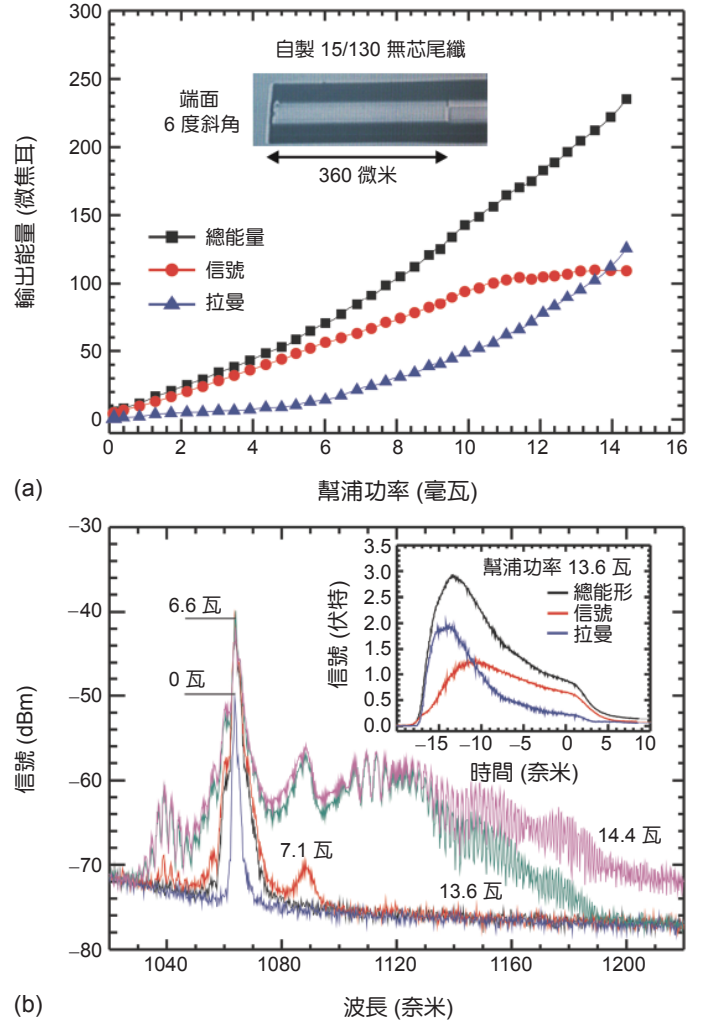 300
250
200
150
100
50
0
輸出能量 (微焦耳)
自製 15/130 無芯尾纖
端面
6 度斜角
360 微米
總能量
信號
拉曼
0 2 4 6 8 10 12 14 16
(a)
幫浦功率 (毫瓦)
−30
−40
−50
−60
−70
−80
信號 (dBm)
6.6 瓦
0 瓦
7.1 瓦
13.6 瓦
14.4 瓦
3.5
3.0
2.5
2.0
1.5
1.0
0.5
0.0
信號 (伏特)
幫浦功率 13.6 瓦
總能形
信號
拉曼
−15 −10 −5 0 5 10
時間 (奈米)
1040 1080 1120 1160 1200
(b)
波長 (奈米)